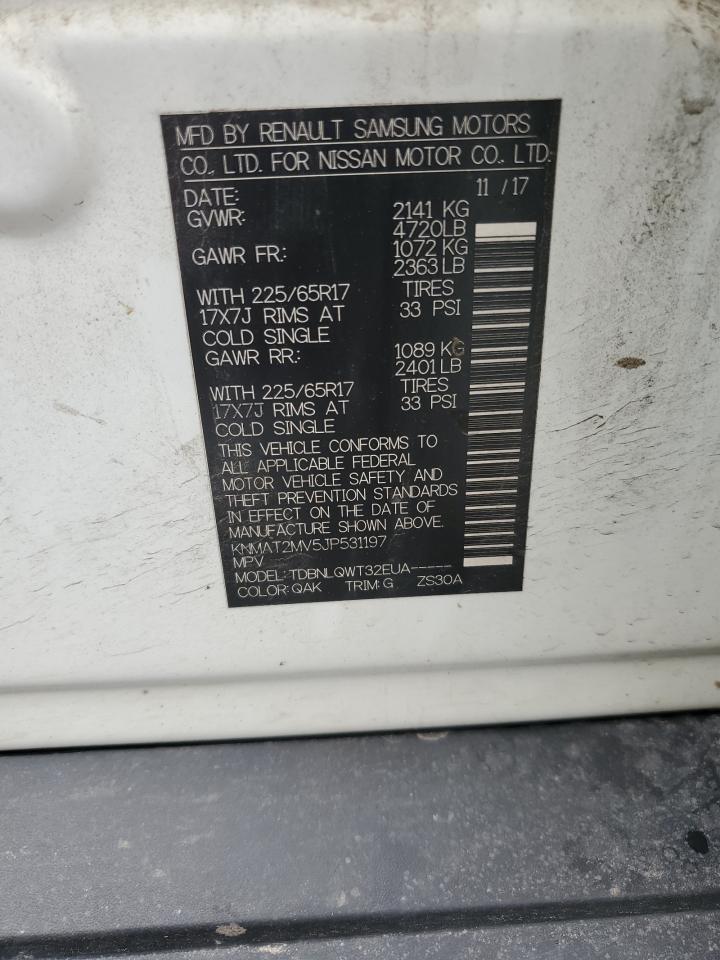 MFD BY RENAULT SAMSUNG MOTORS
CO., LTD. FOR NISSAN MOTOR CO., LTD.
DATE: 11 / 17
GVWR: 2141 KG
4720LB
GAWR FR: 1072 KG
2363 LB
WITH 225/65R17 TIRES
17X7J RIMS AT 33 PSI
COLD SINGLE
GAWR RR: 1089 KG
2401 LB
WITH 225/65R17 TIRES
17X7J RIMS AT 33 PSI
COLD SINGLE
THIS VEHICLE CONFORMS TO
ALL APPLICABLE FEDERAL
MOTOR VEHICLE SAFETY AND
THEFT PREVENTION STANDARDS
IN EFFECT ON THE DATE OF
MANUFACTURE SHOWN ABOVE.
KNMAT2MV5JP531197
MPV
MODEL: TDBNLQWT32EUA-----
COLOR: QAK TRIM: G ZS30A